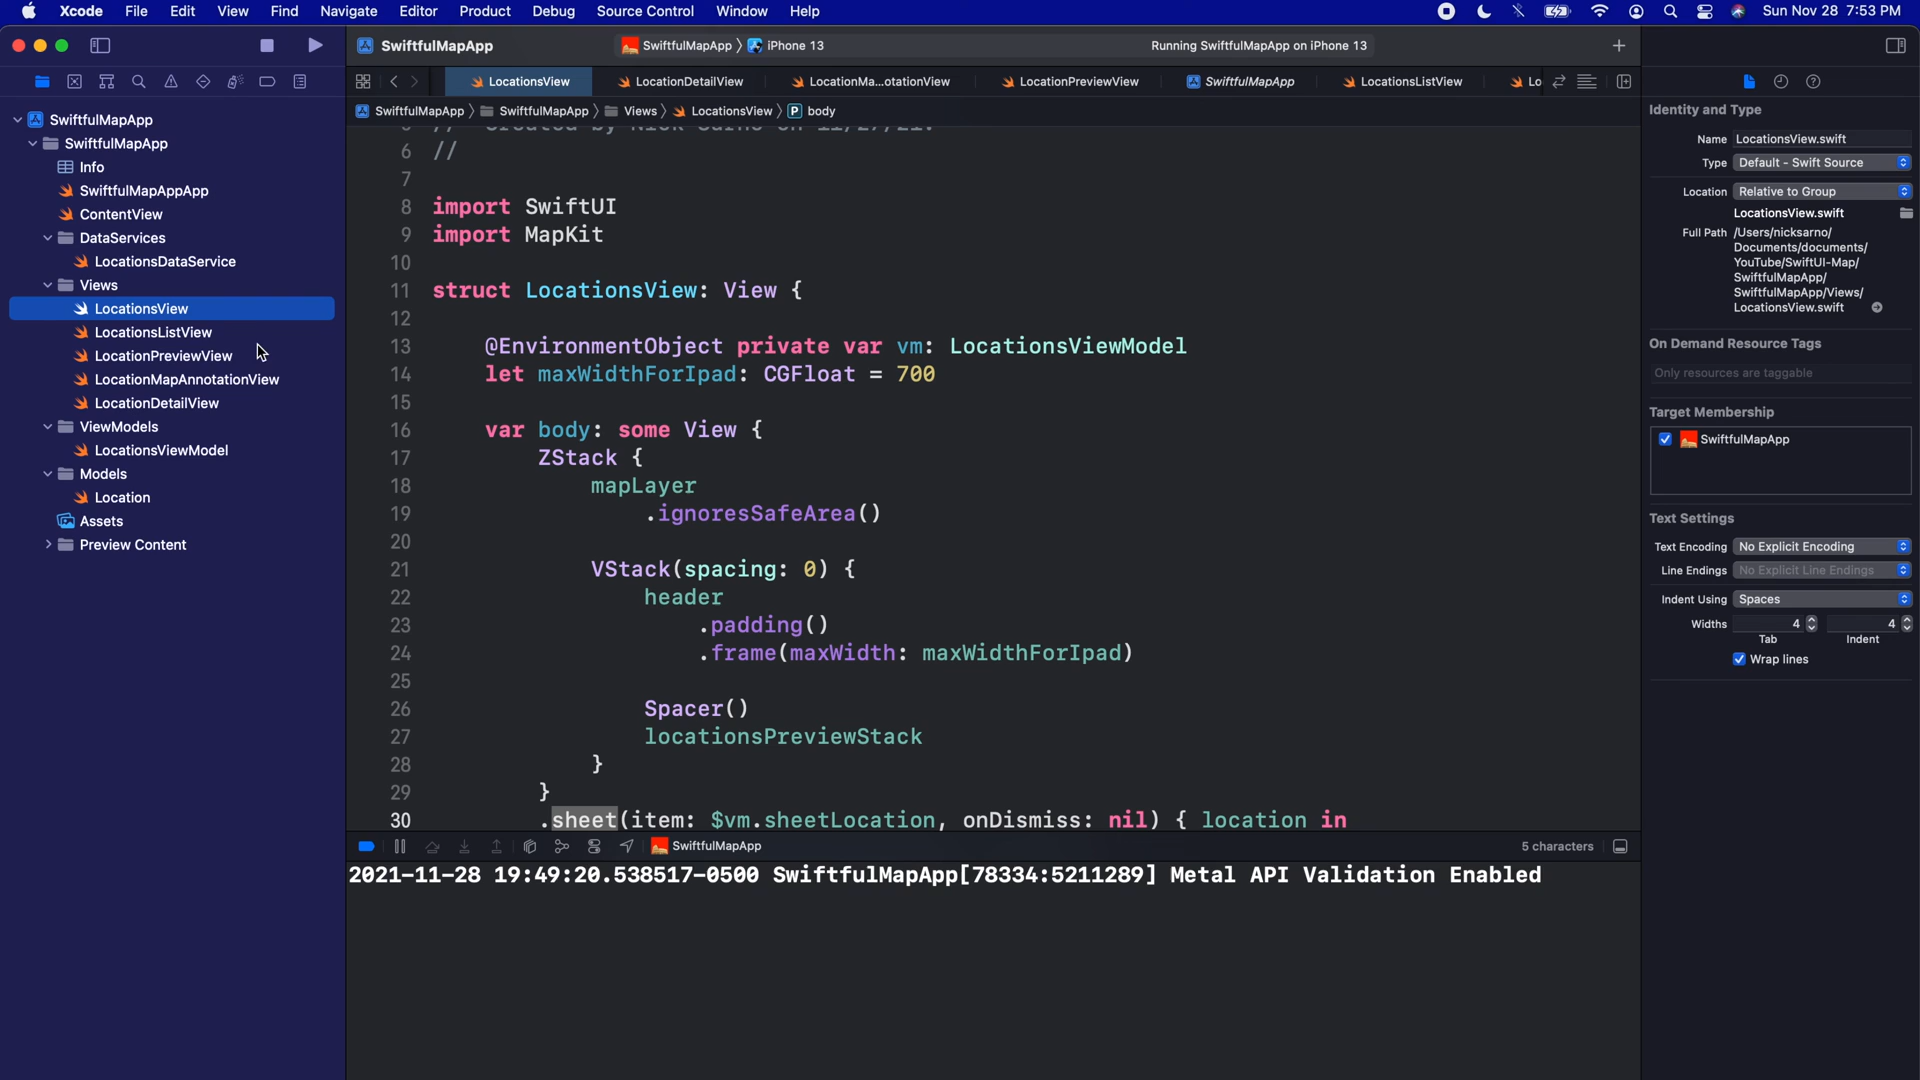 Xcode File Edit View Find Navigate Editor Product Debug Source Control Window Help Sun Nov 28 7:53 PM
SwiftfulMapApp SwiftfulMapApp iPhone 13 Running SwiftfulMapApp on iPhone 13
LocationsView LocationDetailView LocationMa...otationView LocationPreviewView SwiftfulMapApp LocationsListView Lo
SwiftfulMapApp SwiftfulMapApp Views LocationsView P body
SwiftfulMapApp
SwiftfulMapApp
Info
SwiftfulMapAppApp
ContentView
DataServices
LocationsDataService
Views
LocationsView
LocationsListView
LocationPreviewView
LocationMapAnnotationView
LocationDetailView
ViewModels
LocationsViewModel
Models
Location
Assets
Preview Content
6 //
7
8 import SwiftUI
9 import MapKit
10
11 struct LocationsView: View {
12
13 @EnvironmentObject private var vm: LocationsViewModel
14 let maxWidthForIpad: CGFloat = 700
15
16 var body: some View {
17 ZStack {
18 mapLayer
19 .ignoresSafeArea()
20
21 VStack(spacing: 0) {
22 header
23 .padding()
24 .frame(maxWidth: maxWidthForIpad)
25
26 Spacer()
27 locationsPreviewStack
28 }
29 }
30 .sheet(item: $vm.sheetLocation, onDismiss: nil) { location in
SwiftfulMapApp 5 characters
2021-11-28 19:49:20.538517-0500 SwiftfulMapApp[78334:5211289] Metal API Validation Enabled
Identity and Type
Name LocationsView.swift
Type Default - Swift Source
Location Relative to Group
LocationsView.swift
Full Path /Users/nicksarno/
Documents/documents/
YouTube/SwiftUI-Map/
SwiftfulMapApp/
SwiftfulMapApp/Views/
LocationsView.swift
On Demand Resource Tags
Only resources are taggable
Target Membership
SwiftfulMapApp
Text Settings
Text Encoding No Explicit Encoding
Line Endings No Explicit Line Endings
Indent Using Spaces
Widths 4 4
Tab Indent
Wrap lines